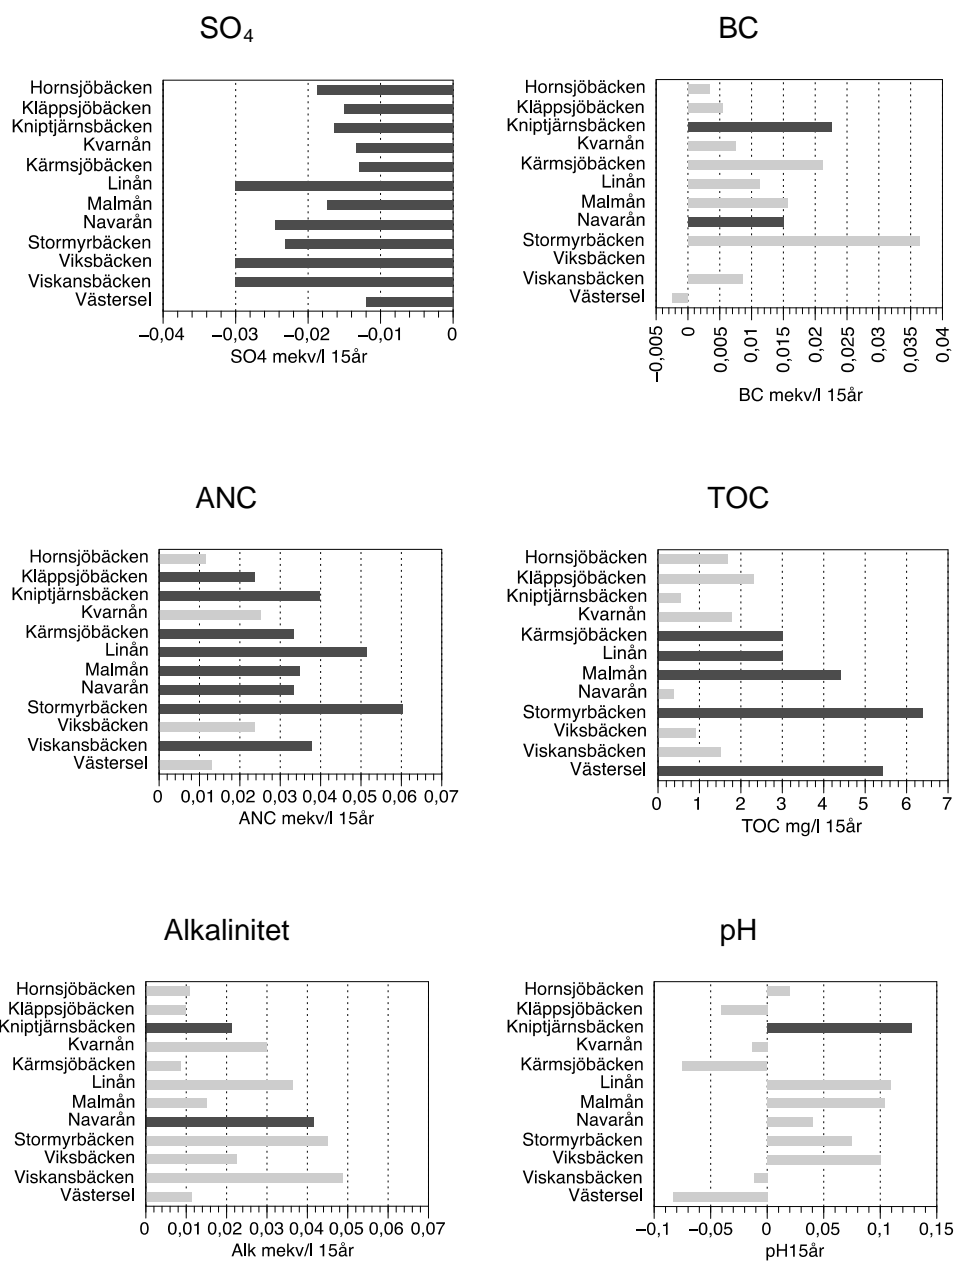 SO₄
Hornsjöbäcken
Kläppsjöbäcken
Kniptjärnsbäcken
Kvarnån
Kärmsjöbäcken
Linån
Malmån
Navarån
Stormyrbäcken
Viksbäcken
Viskansbäcken
Västersel
−0,04 −0,03 −0,02 −0,01 0
SO4 mekv/l 15år
BC
Hornsjöbäcken
Kläppsjöbäcken
Kniptjärnsbäcken
Kvarnån
Kärmsjöbäcken
Linån
Malmån
Navarån
Stormyrbäcken
Viksbäcken
Viskansbäcken
Västersel
−0,005 0 0,005 0,01 0,015 0,02 0,025 0,03 0,035 0,04
BC mekv/l 15år
ANC
Hornsjöbäcken
Kläppsjöbäcken
Kniptjärnsbäcken
Kvarnån
Kärmsjöbäcken
Linån
Malmån
Navarån
Stormyrbäcken
Viksbäcken
Viskansbäcken
Västersel
0 0,01 0,02 0,03 0,04 0,05 0,06 0,07
ANC mekv/l 15år
TOC
Hornsjöbäcken
Kläppsjöbäcken
Kniptjärnsbäcken
Kvarnån
Kärmsjöbäcken
Linån
Malmån
Navarån
Stormyrbäcken
Viksbäcken
Viskansbäcken
Västersel
0 1 2 3 4 5 6 7
TOC mg/l 15år
Alkalinitet
Hornsjöbäcken
Kläppsjöbäcken
Kniptjärnsbäcken
Kvarnån
Kärmsjöbäcken
Linån
Malmån
Navarån
Stormyrbäcken
Viksbäcken
Viskansbäcken
Västersel
0 0,01 0,02 0,03 0,04 0,05 0,06 0,07
Alk mekv/l 15år
pH
Hornsjöbäcken
Kläppsjöbäcken
Kniptjärnsbäcken
Kvarnån
Kärmsjöbäcken
Linån
Malmån
Navarån
Stormyrbäcken
Viksbäcken
Viskansbäcken
Västersel
−0,1 −0,05 0 0,05 0,1 0,15
pH15år